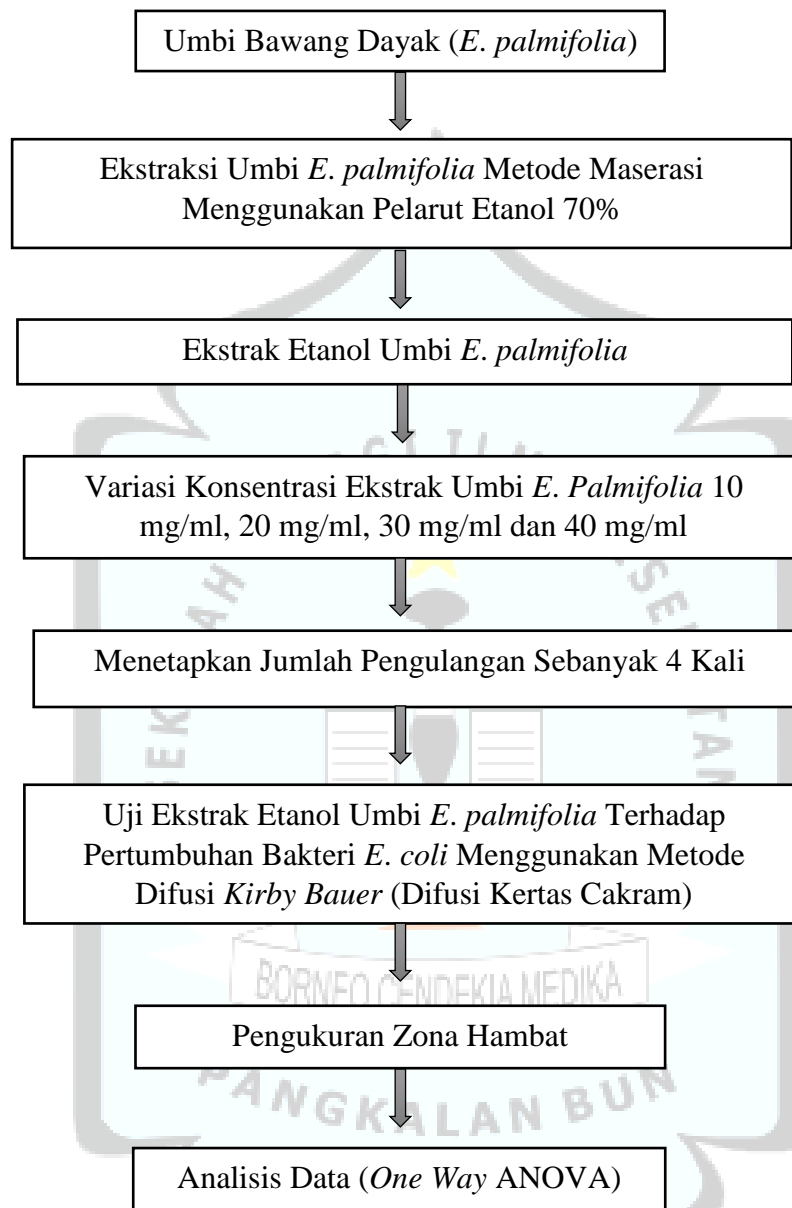 Umbi Bawang Dayak (E. palmifolia)
Ekstraksi Umbi E. palmifolia Metode Maserasi
Menggunakan Pelarut Etanol 70%
Ekstrak Etanol Umbi E. palmifolia
Variasi Konsentrasi Ekstrak Umbi E. Palmifolia 10
mg/ml, 20 mg/ml, 30 mg/ml dan 40 mg/ml
Menetapkan Jumlah Pengulangan Sebanyak 4 Kali
Uji Ekstrak Etanol Umbi E. palmifolia Terhadap
Pertumbuhan Bakteri E. coli Menggunakan Metode
Difusi Kirby Bauer (Difusi Kertas Cakram)
BORNEO CENDEKIA MEDIKA
Pengukuran Zona Hambat
PANGKALAN BUN
Analisis Data (One Way ANOVA)